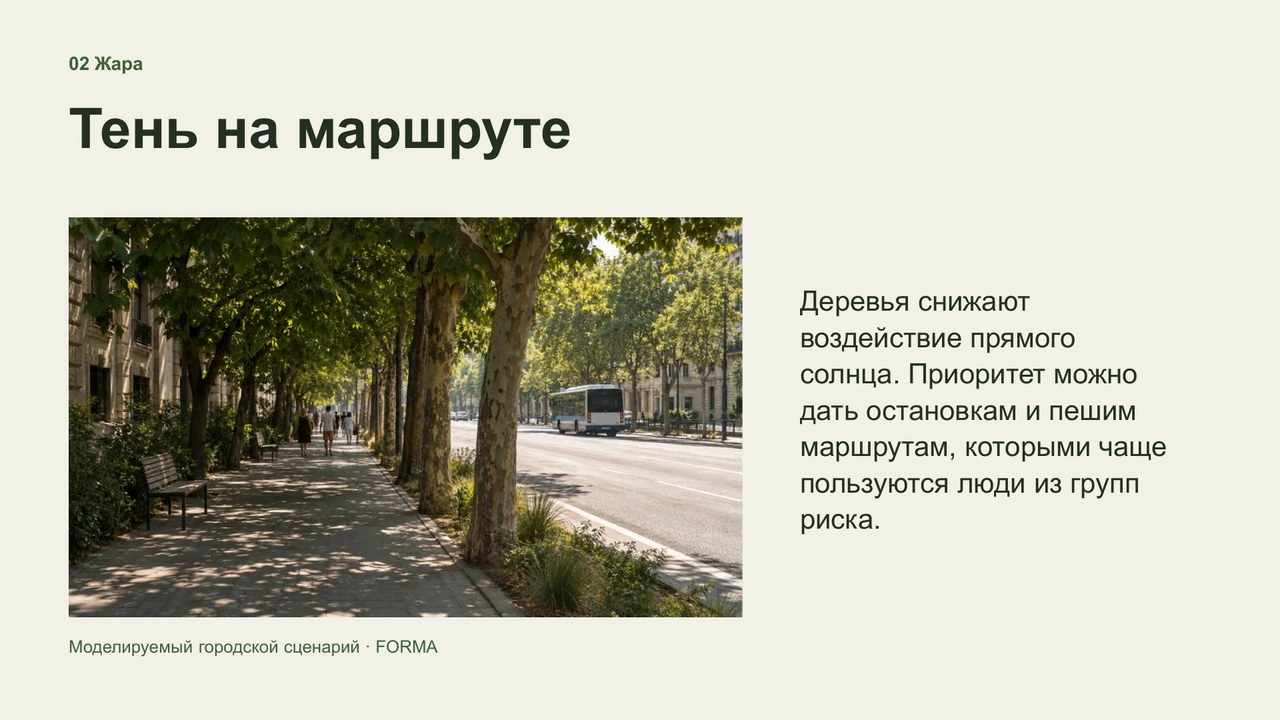 02 Жара
Тень на маршруте
Деревья снижают
воздействие прямого
солнца. Приоритет можно
дать остановкам и пешим
маршрутам, которыми чаще
пользуются люди из групп
риска.
Моделируемый городской сценарий · FORMA